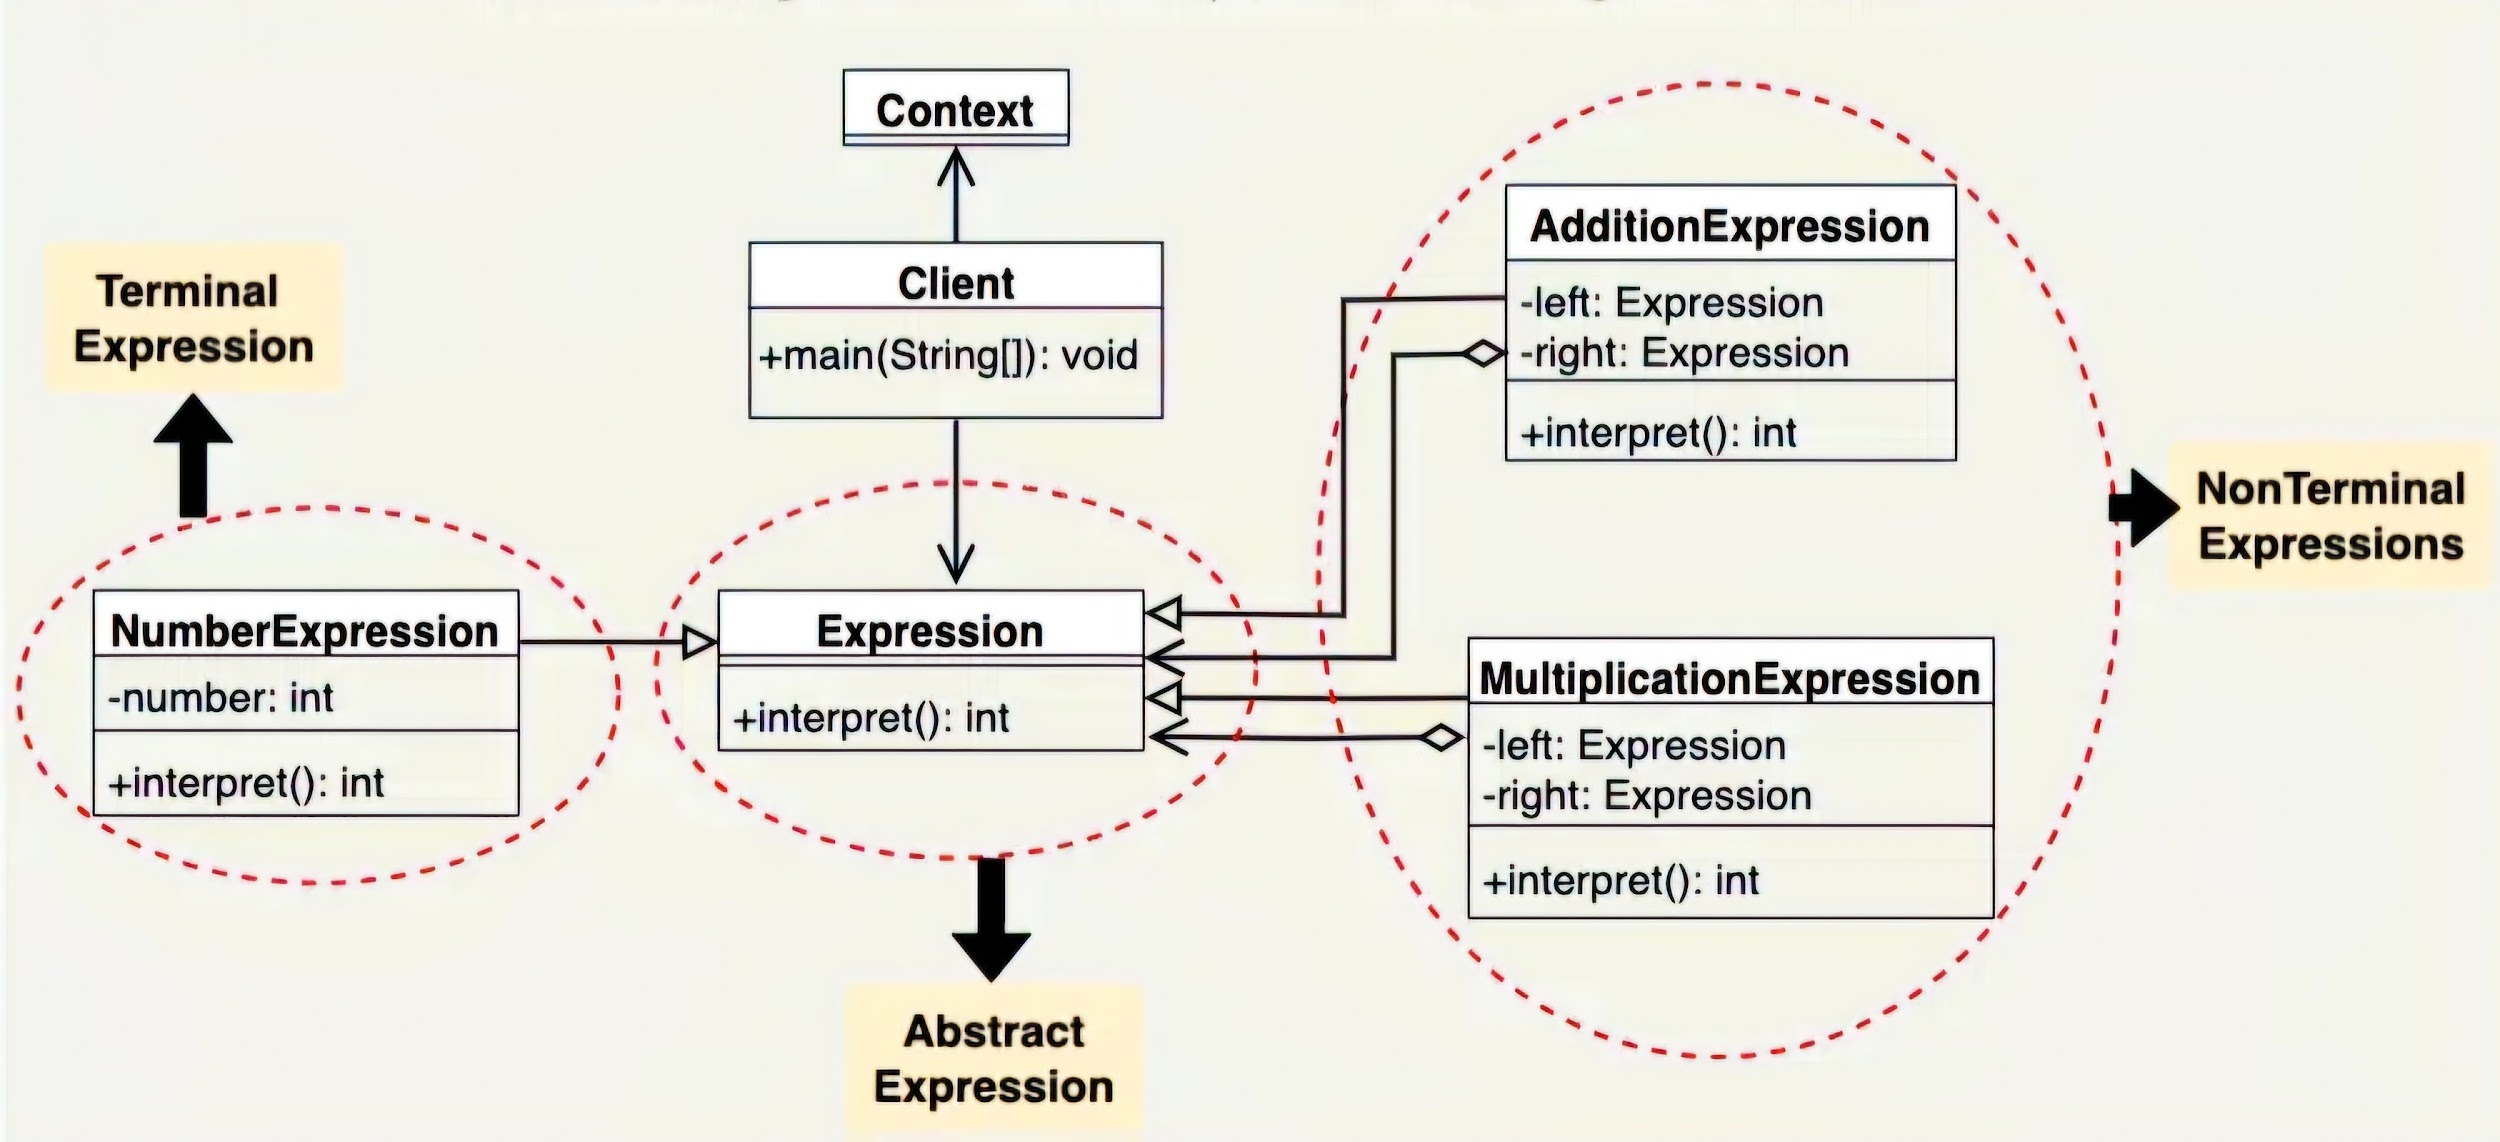 Context
Client
+main(String[]): void
Terminal
Expression
NumberExpression
-number: int
+interpret(): int
Expression
+interpret(): int
Abstract
Expression
AdditionExpression
-left: Expression
-right: Expression
+interpret(): int
MultiplicationExpression
-left: Expression
-right: Expression
+interpret(): int
NonTerminal
Expressions